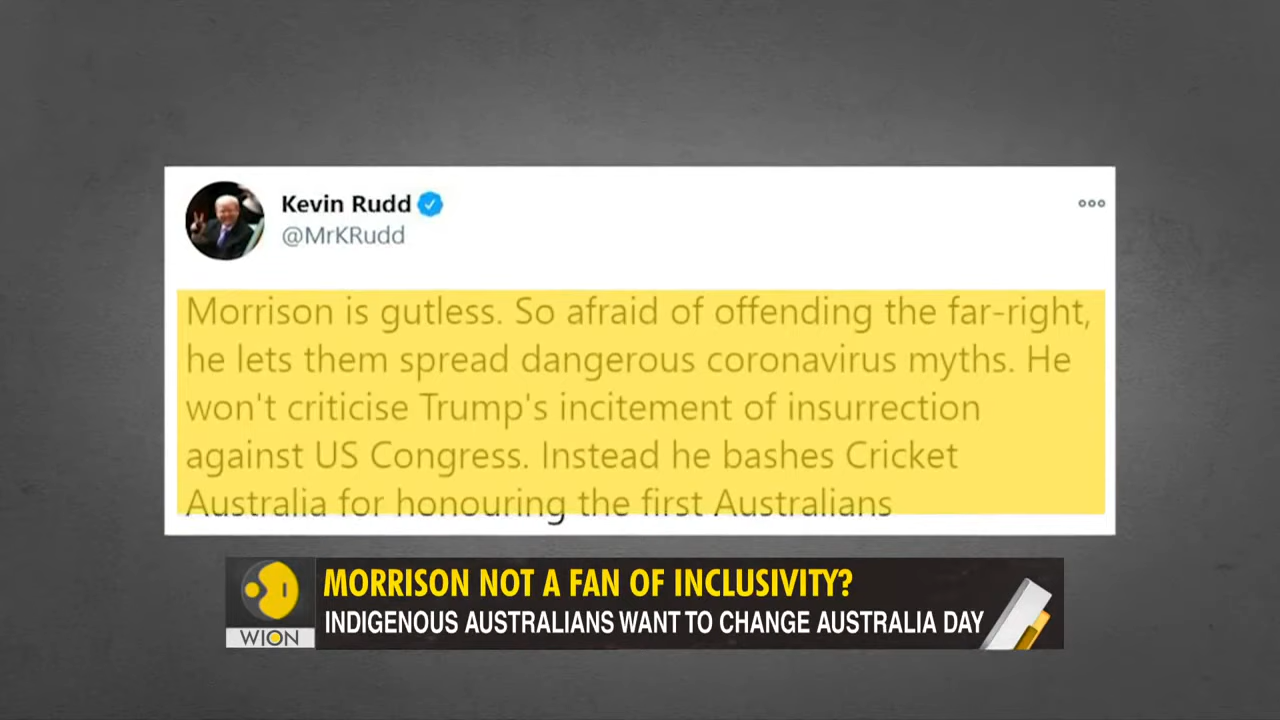 Kevin Rudd
@MrKRudd
Morrison is gutless. So afraid of offending the far-right,
he lets them spread dangerous coronavirus myths. He
won't criticise Trump's incitement of insurrection
against US Congress. Instead he bashes Cricket
Australia for honouring the first Australians
MORRISON NOT A FAN OF INCLUSIVITY?
INDIGENOUS AUSTRALIANS WANT TO CHANGE AUSTRALIA DAY
WION